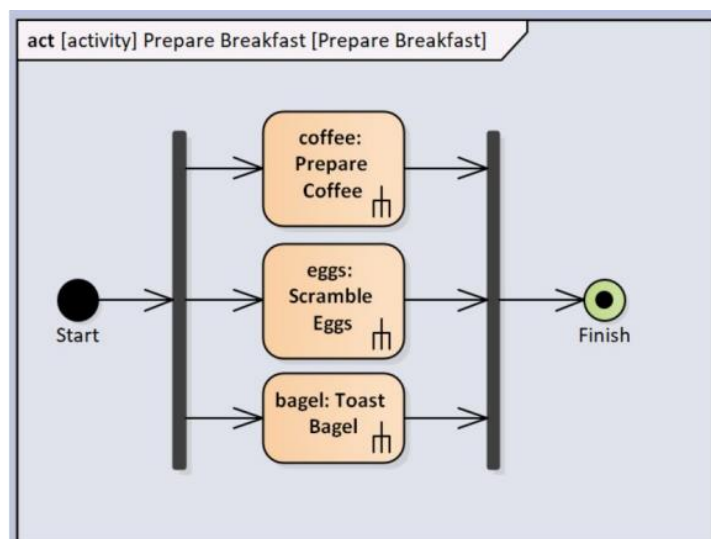 act [activity] Prepare Breakfast [Prepare Breakfast]
coffee:
Prepare
Coffee
eggs:
Scramble
Eggs
Start
Finish
bagel: Toast
Bagel